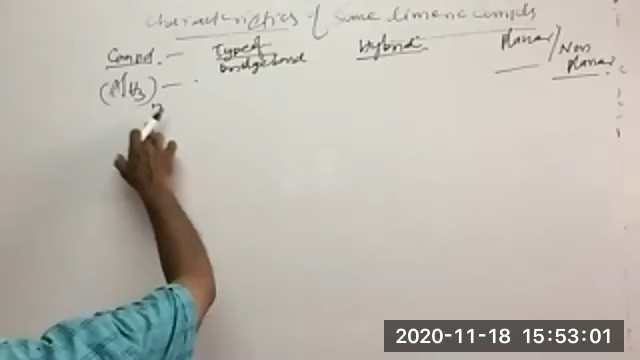 Characteristics of Some dimeric Compds
Compd. — Type of bridge bond Hybrid. Planar/Non Planar
(AlH3)2 —
2020-11-18 15:53:01